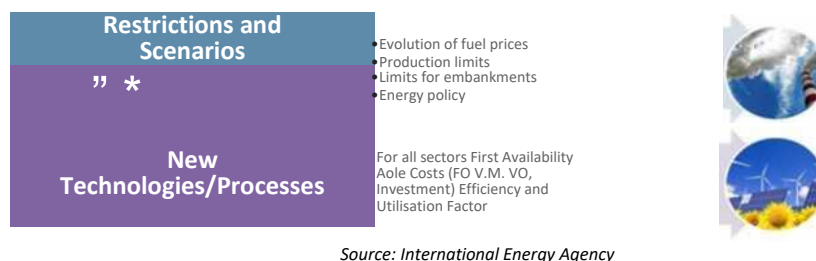 Restrictions and
Scenarios
•Evolution of fuel prices
•Production limits
•Limits for embankments
•Energy policy
” *
New
Technologies/Processes
For all sectors First Availability
Aole Costs (FO V.M. VO,
Investment) Efficiency and
Utilisation Factor
Source: International Energy Agency